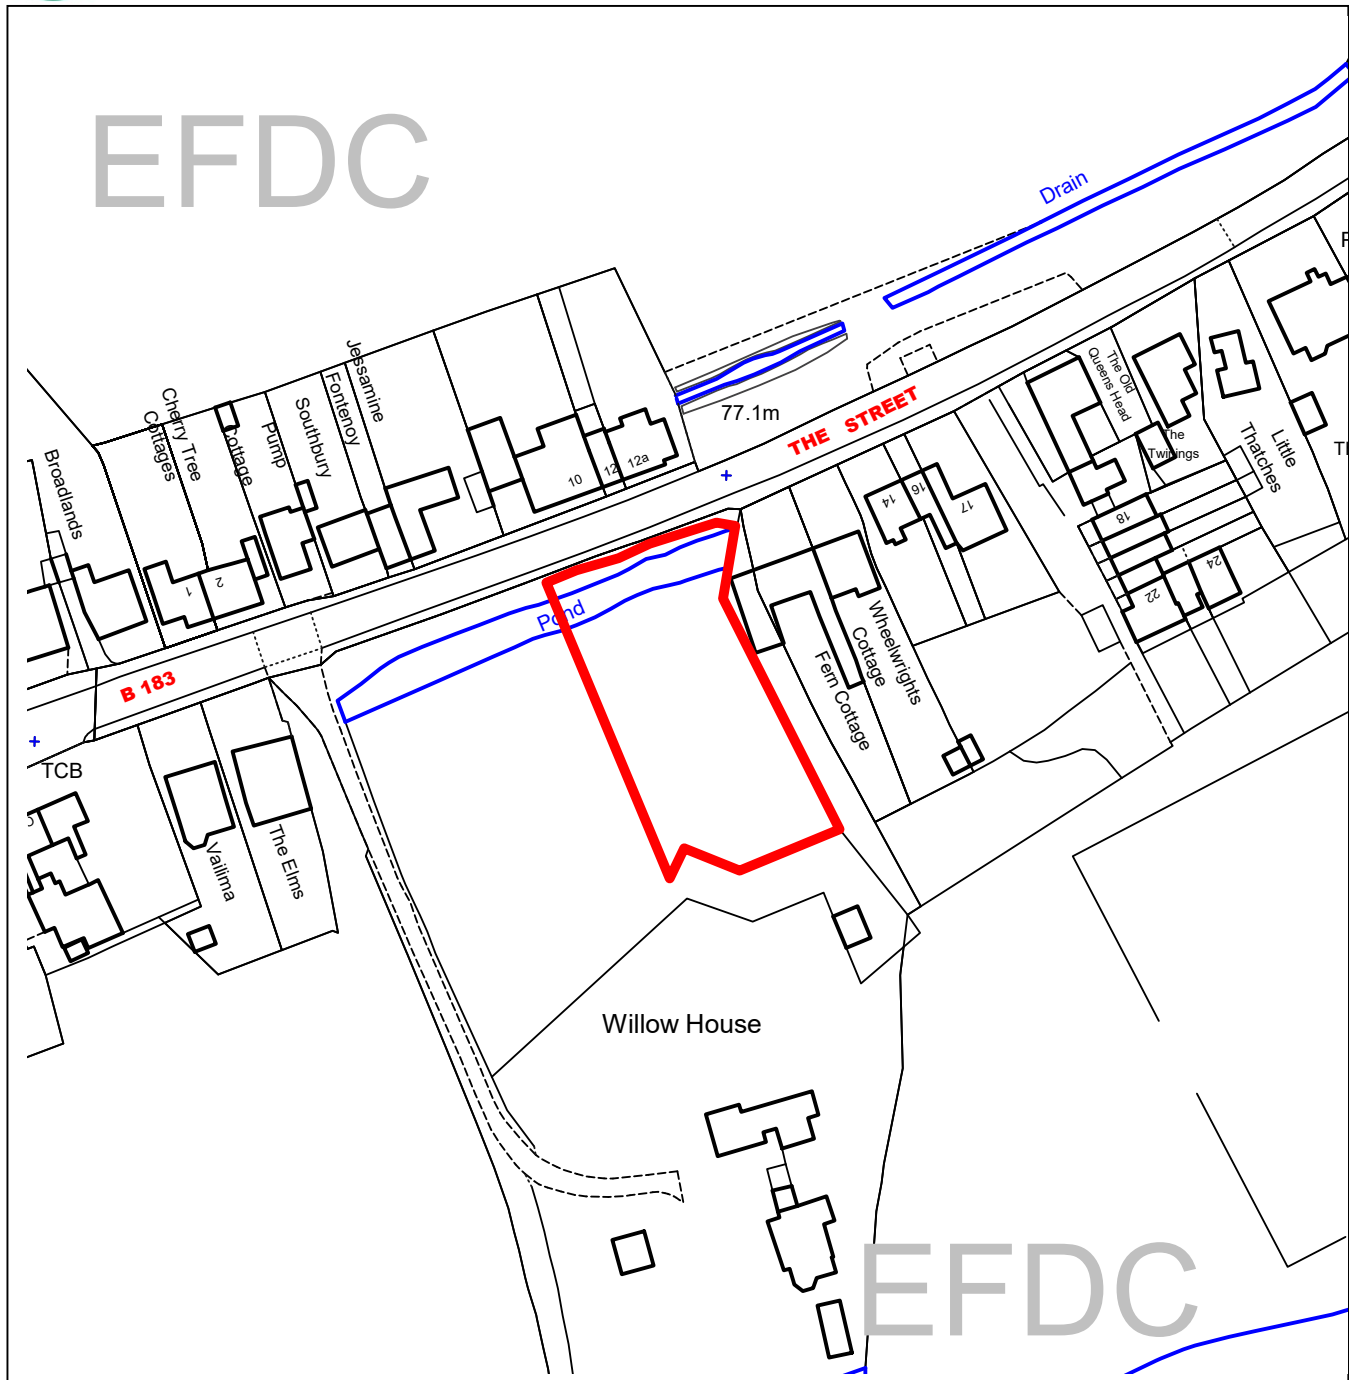 EFDC
Drain
Jessamine
Fontenoy
Southbury
Pump
Cottage
Cherry Tree
Cottages
Broadlands
77.1m
THE STREET
The Old
Queens Head
The
Twinings
Little
Thatches
10
12
12a
14
16
17
18
22
24
1
2
Pond
Wheelwrights
Cottage
Fern Cottage
B 183
TCB
Vailima
The Elms
Willow House
EFDC